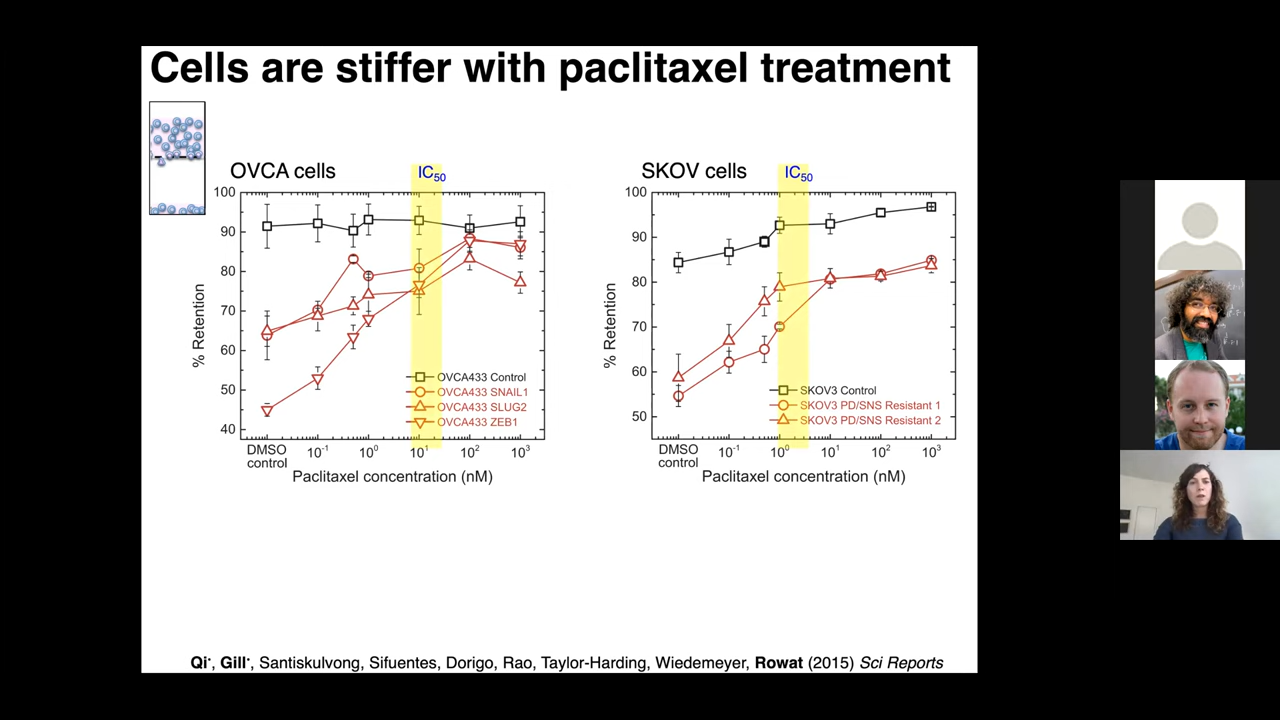 Cells are stiffer with paclitaxel treatment
OVCA cells
IC50
100
90
80
70
60
50
40
% Retention
OVCA433 Control
OVCA433 SNAIL1
OVCA433 SLUG2
OVCA433 ZEB1
DMSO
control
10-1
100
101
102
103
Paclitaxel concentration (nM)
SKOV cells
IC50
100
90
80
70
60
50
% Retention
SKOV3 Control
SKOV3 PD/SNS Resistant 1
SKOV3 PD/SNS Resistant 2
DMSO
control
10-1
100
101
102
103
Paclitaxel concentration (nM)
Qi*, Gill*, Santiskulvong, Sifuentes, Dorigo, Rao, Taylor-Harding, Wiedemeyer, Rowat (2015) Sci Reports